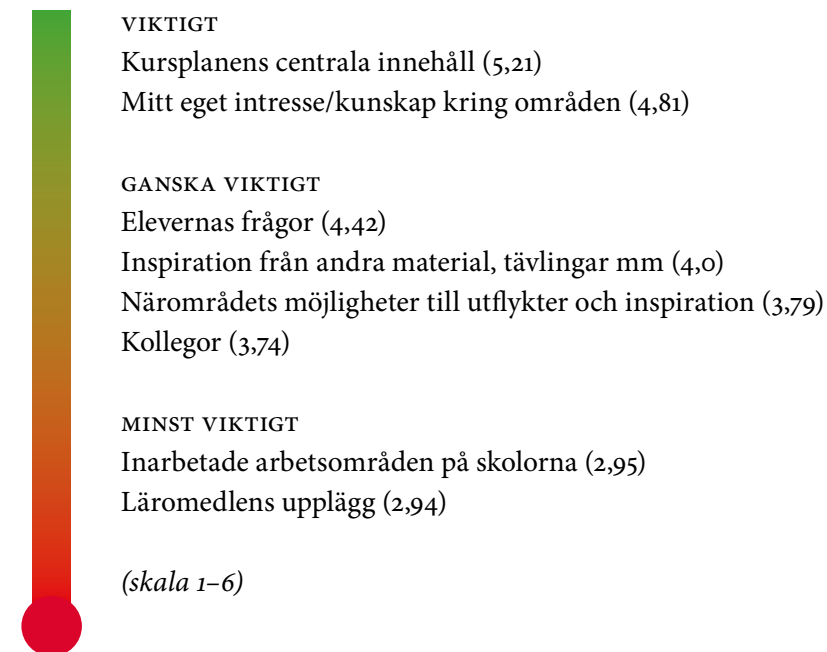 VIKTIGT
Kursplanens centrala innehåll (5,21)
Mitt eget intresse/kunskap kring områden (4,81)
GANSKA VIKTIGT
Elevernas frågor (4,42)
Inspiration från andra material, tävlingar mm (4,0)
Närområdets möjligheter till utflykter och inspiration (3,79)
Kollegor (3,74)
MINST VIKTIGT
Inarbetade arbetsområden på skolorna (2,95)
Läromedlens upplägg (2,94)
(skala 1–6)